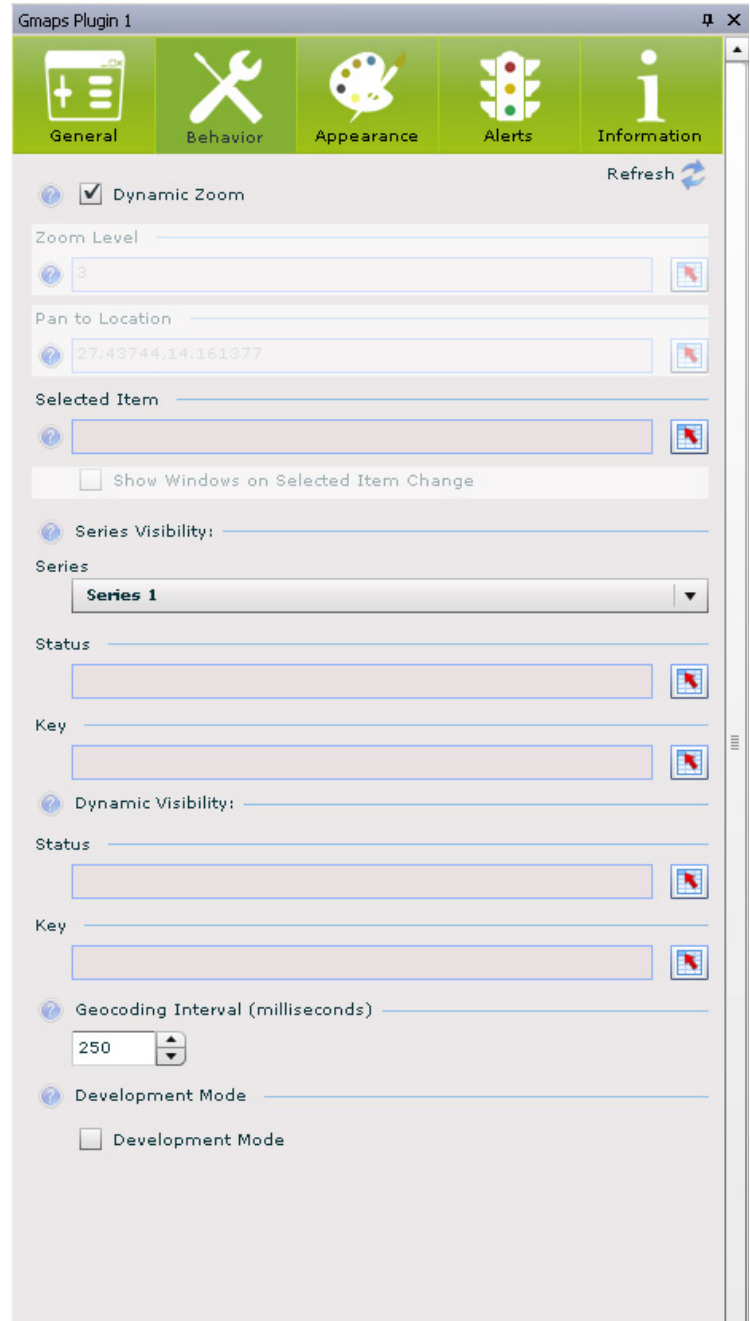 Gmaps Plugin 1
General Behavior Appearance Alerts Information
Refresh
Dynamic Zoom
Zoom Level
3
Pan to Location
27.43744,14.161377
Selected Item
Show Windows on Selected Item Change
Series Visibility:
Series
Series 1
Status
Key
Dynamic Visibility:
Status
Key
Geocoding Interval (milliseconds)
250
Development Mode
Development Mode